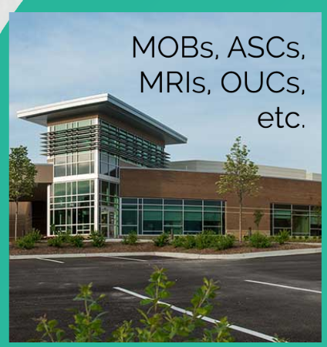 MOBs, ASCs,
MRIs, OUCs,
etc.